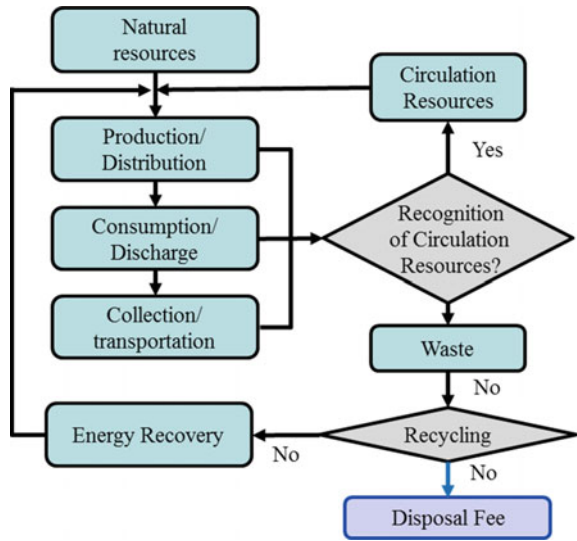 Natural
resources
Circulation
Resources
Production/
Distribution
Yes
Consumption/
Discharge
Recognition
of Circulation
Resources?
Collection/
transportation
Waste
No
Energy Recovery
No
Recycling
No
Disposal Fee